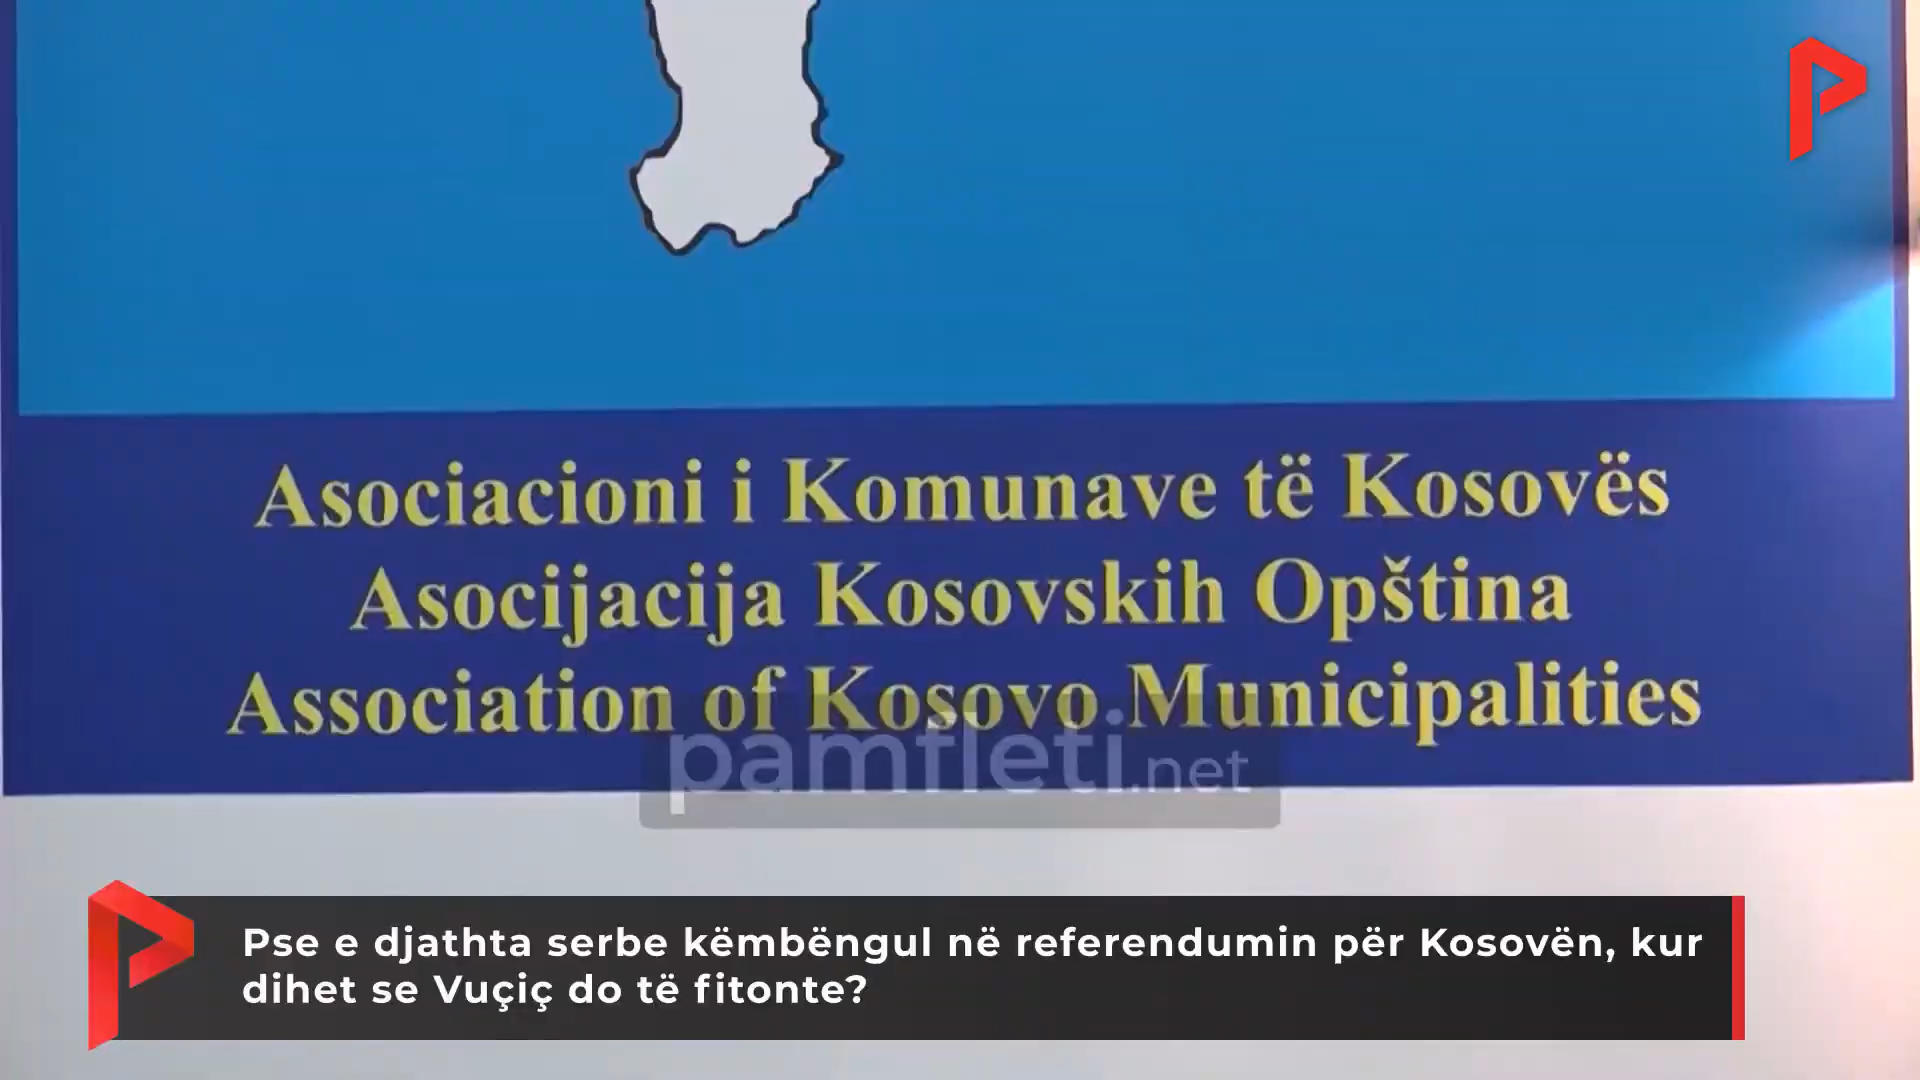 Asociacioni i Komunave të Kosovës
Asocijacija Kosovskih Opština
Association of Kosovo Municipalities
pamfleti.net
Pse e djathta serbe këmbëngul në referendumin për Kosovën, kur
dihet se Vuçiç do të fitonte?